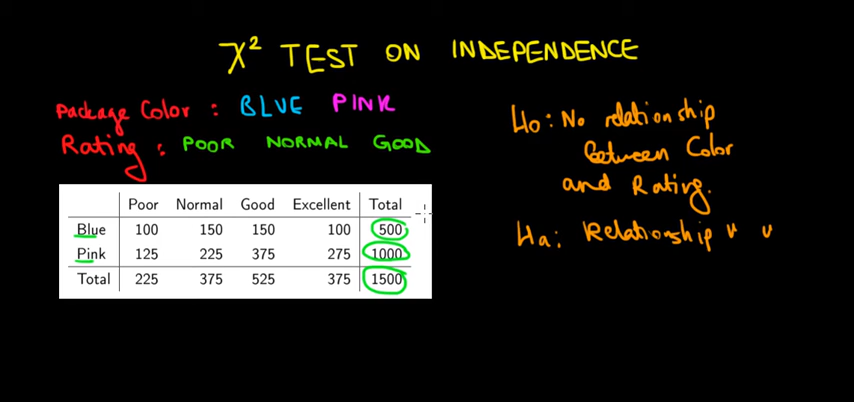 χ² TEST ON INDEPENDENCE
Package Color : BLUE PINK
Rating : POOR NORMAL GOOD
Poor Normal Good Excellent Total
Blue 100 150 150 100 500
Pink 125 225 375 275 1000
Total 225 375 525 375 1500
Ho : No relationship
between Color
and Rating.
Ha : Relationship " "